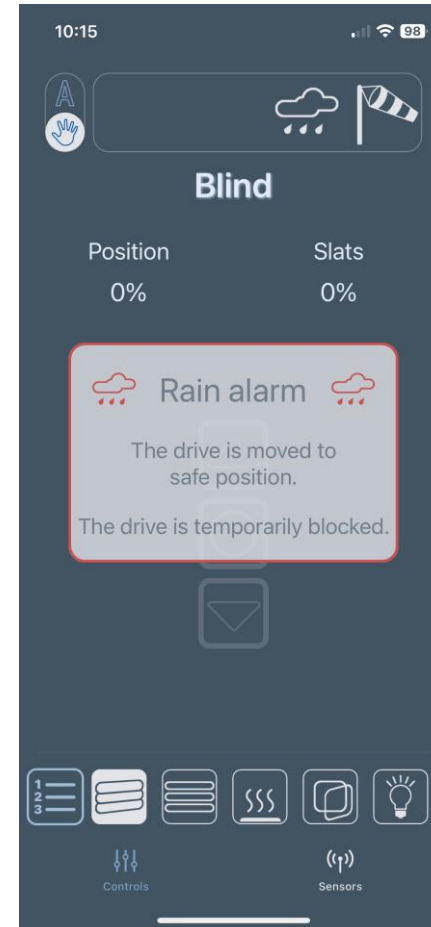 10:15
98
A
Blind
Position
Slats
0%
0%
Rain alarm
The drive is moved to
safe position.
The drive is temporarily blocked.
1
2
3
Controls
Sensors